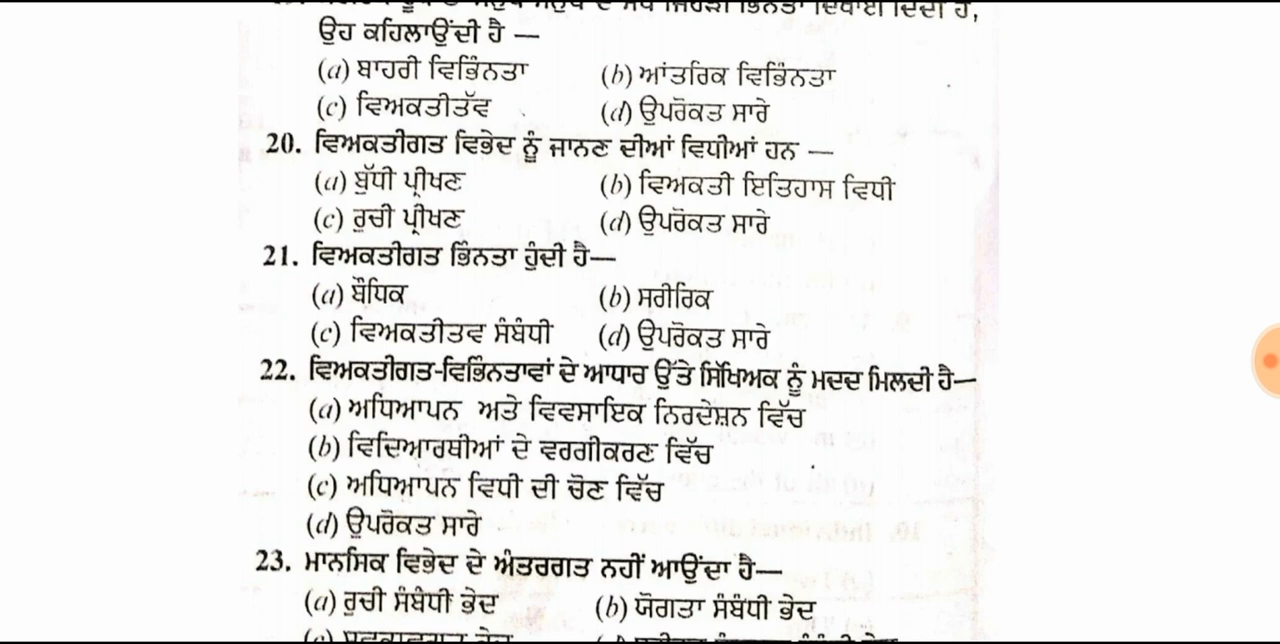 ਉਹ ਕਹਿਲਾਉਂਦੀ ਹੈ —
(a) ਬਾਹਰੀ ਵਿਭਿੰਨਤਾ (b) ਆਂਤਰਿਕ ਵਿਭਿੰਨਤਾ
(c) ਵਿਅਕਤੀਤੱਵ (d) ਉਪਰੋਕਤ ਸਾਰੇ
20. ਵਿਅਕਤੀਗਤ ਵਿਭੇਦ ਨੂੰ ਜਾਨਣ ਦੀਆਂ ਵਿਧੀਆਂ ਹਨ —
(a) ਬੁੱਧੀ ਪ੍ਰੀਖਣ (b) ਵਿਅਕਤੀ ਇਤਿਹਾਸ ਵਿਧੀ
(c) ਰੁਚੀ ਪ੍ਰੀਖਣ (d) ਉਪਰੋਕਤ ਸਾਰੇ
21. ਵਿਅਕਤੀਗਤ ਭਿੰਨਤਾ ਹੁੰਦੀ ਹੈ—
(a) ਬੌਧਿਕ (b) ਸਰੀਰਿਕ
(c) ਵਿਅਕਤੀਤਵ ਸੰਬੰਧੀ (d) ਉਪਰੋਕਤ ਸਾਰੇ
22. ਵਿਅਕਤੀਗਤ-ਵਿਭਿੰਨਤਾਵਾਂ ਦੇ ਆਧਾਰ ਉੱਤੇ ਸਿੱਖਿਅਕ ਨੂੰ ਮਦਦ ਮਿਲਦੀ ਹੈ—
(a) ਅਧਿਆਪਨ ਅਤੇ ਵਿਵਸਾਇਕ ਨਿਰਦੇਸ਼ਨ ਵਿੱਚ
(b) ਵਿਦਿਆਰਥੀਆਂ ਦੇ ਵਰਗੀਕਰਣ ਵਿੱਚ
(c) ਅਧਿਆਪਨ ਵਿਧੀ ਦੀ ਚੋਣ ਵਿੱਚ
(d) ਉਪਰੋਕਤ ਸਾਰੇ
23. ਮਾਨਸਿਕ ਵਿਭੇਦ ਦੇ ਅੰਤਰਗਤ ਨਹੀਂ ਆਉਂਦਾ ਹੈ—
(a) ਰੁਚੀ ਸੰਬੰਧੀ ਭੇਦ (b) ਯੋਗਤਾ ਸੰਬੰਧੀ ਭੇਦ